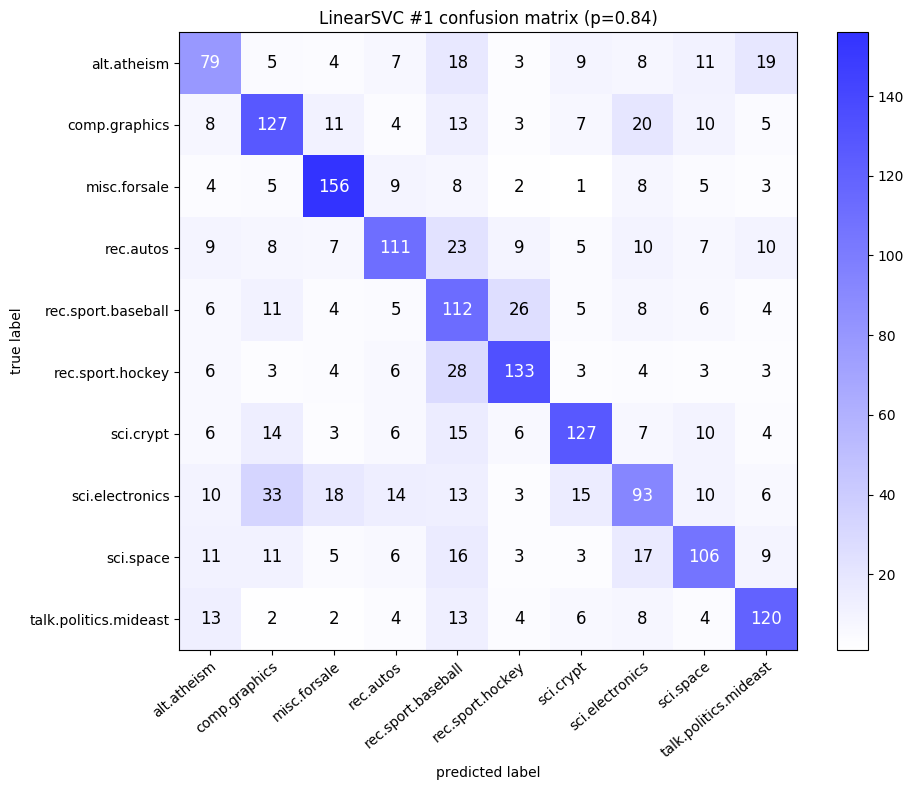 LinearSVC #1 confusion matrix (p=0.84)
true label
alt.atheism 79 5 4 7 18 3 9 8 11 19
comp.graphics 8 127 11 4 13 3 7 20 10 5
misc.forsale 4 5 156 9 8 2 1 8 5 3
rec.autos 9 8 7 111 23 9 5 10 7 10
rec.sport.baseball 6 11 4 5 112 26 5 8 6 4
rec.sport.hockey 6 3 4 6 28 133 3 4 3 3
sci.crypt 6 14 3 6 15 6 127 7 10 4
sci.electronics 10 33 18 14 13 3 15 93 10 6
sci.space 11 11 5 6 16 3 3 17 106 9
talk.politics.mideast 13 2 2 4 13 4 6 8 4 120
alt.atheism comp.graphics misc.forsale rec.autos rec.sport.baseball rec.sport.hockey sci.crypt sci.electronics sci.space talk.politics.mideast
predicted label
140
120
100
80
60
40
20